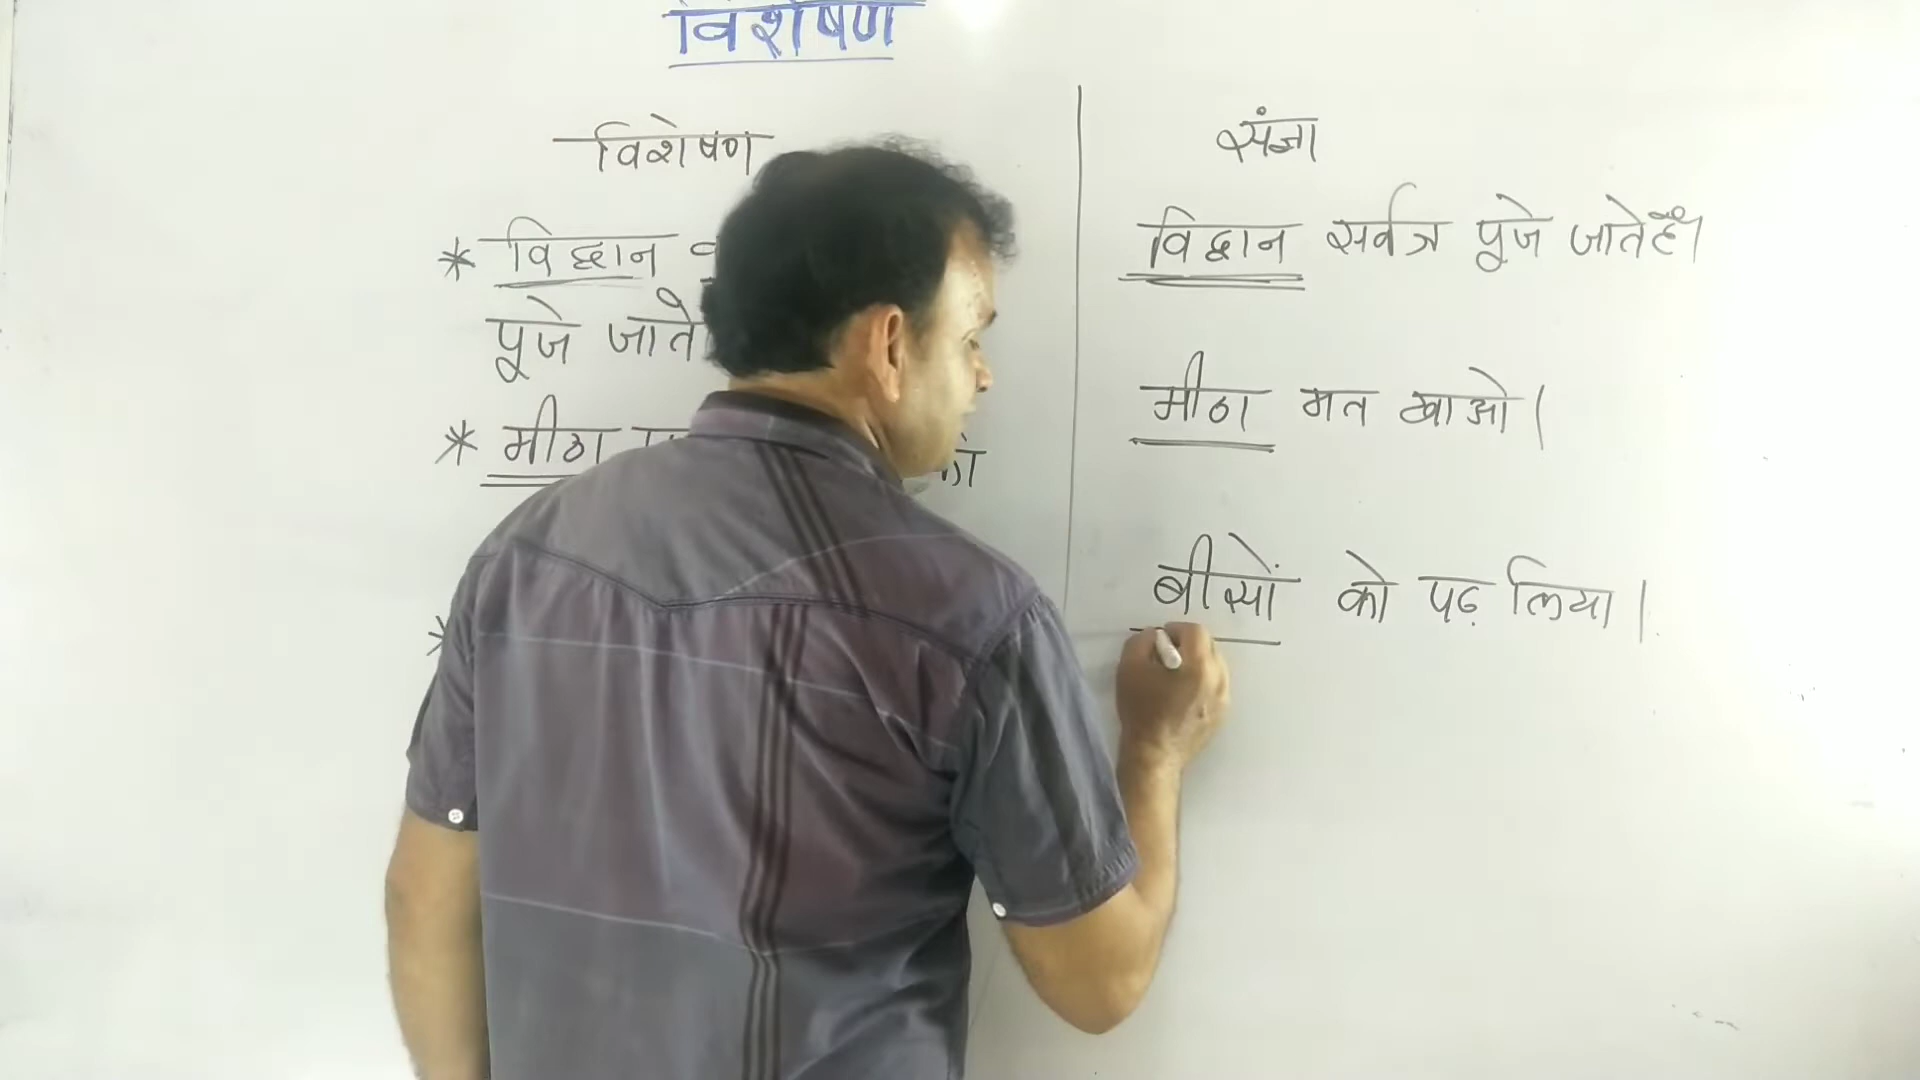 विशेषण
विशेषण
* विद्वान
पूजे जाते
* मीठा
*
संज्ञा
विद्वान सर्वत्र पूजे जाते हैं।
मीठा मत खाओ।
बीसों को पढ़ लिया।